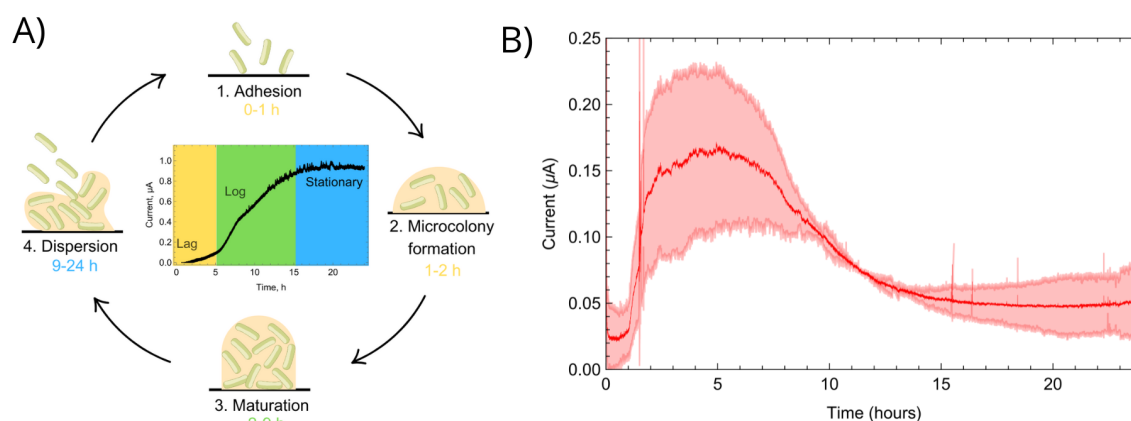 A)
1. Adhesion
0-1 h
2. Microcolony
formation
1-2 h
3. Maturation
4. Dispersion
9-24 h
Current, µA
1.0
0.8
0.6
0.4
0.2
0.0
Lag
Log
Stationary
0
5
10
15
20
Time, h
B)
Current (µA)
0.25
0.20
0.15
0.10
0.05
0.00
0
5
10
15
20
Time (hours)